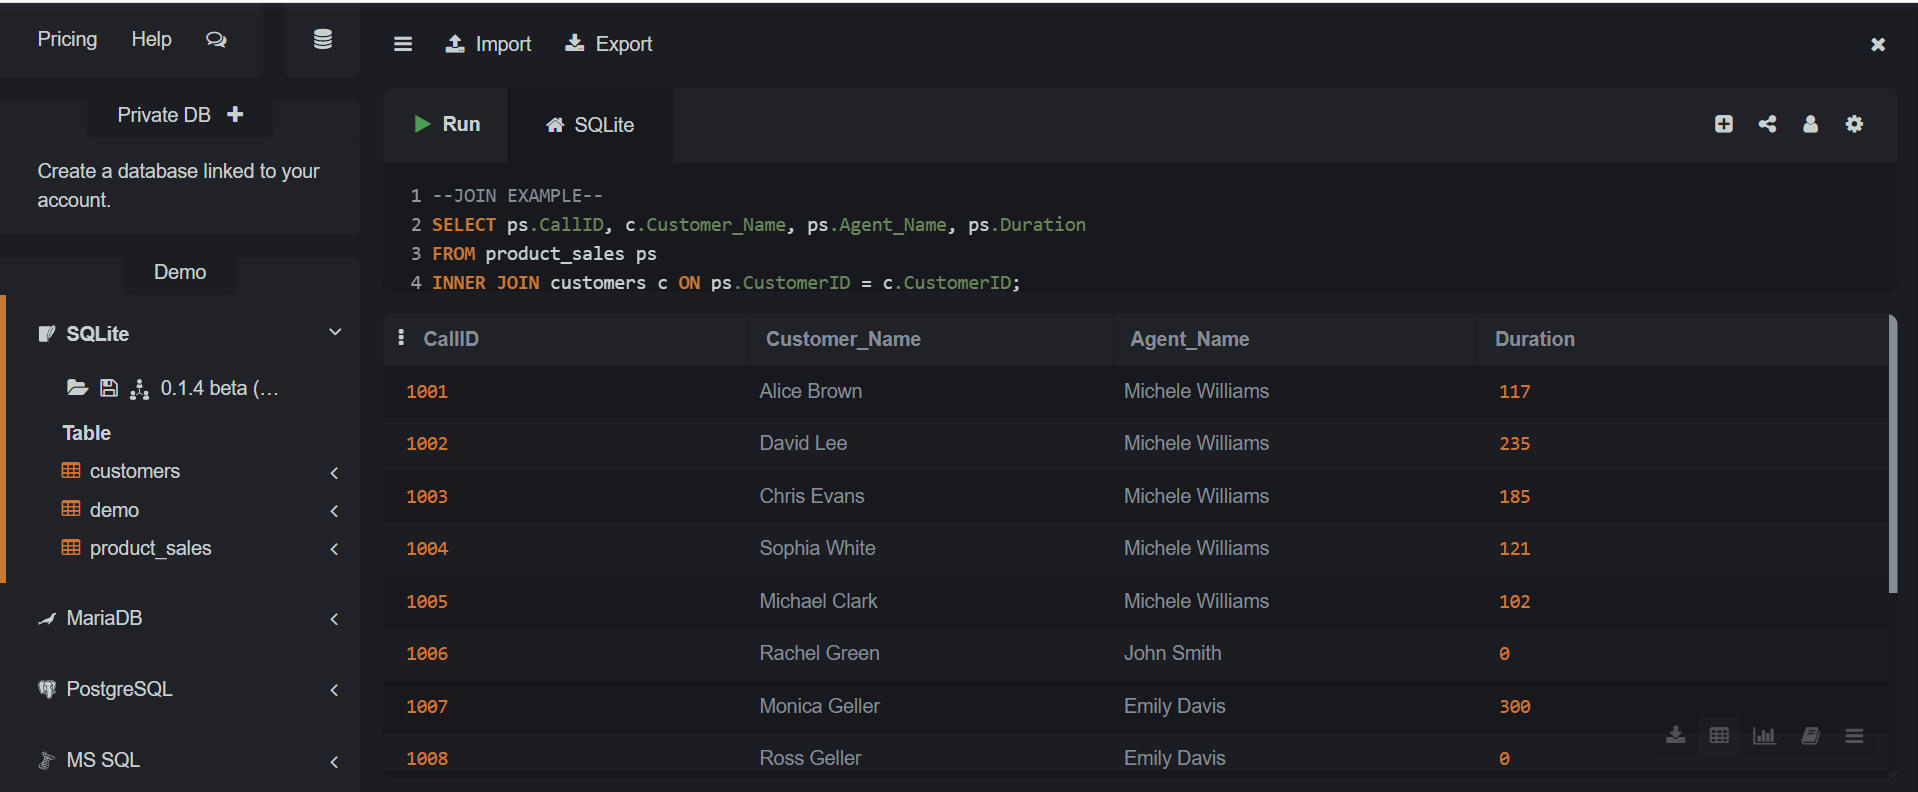 Pricing Help
Import Export
Private DB
Create a database linked to your
account.
Demo
SQLite
0.1.4 beta (...
Table
customers
demo
product_sales
MariaDB
PostgreSQL
MS SQL
Run SQLite
1 --JOIN EXAMPLE--
2 SELECT ps.CallID, c.Customer_Name, ps.Agent_Name, ps.Duration
3 FROM product_sales ps
4 INNER JOIN customers c ON ps.CustomerID = c.CustomerID;
CallID Customer_Name Agent_Name Duration
1001 Alice Brown Michele Williams 117
1002 David Lee Michele Williams 235
1003 Chris Evans Michele Williams 185
1004 Sophia White Michele Williams 121
1005 Michael Clark Michele Williams 102
1006 Rachel Green John Smith 0
1007 Monica Geller Emily Davis 300
1008 Ross Geller Emily Davis 0